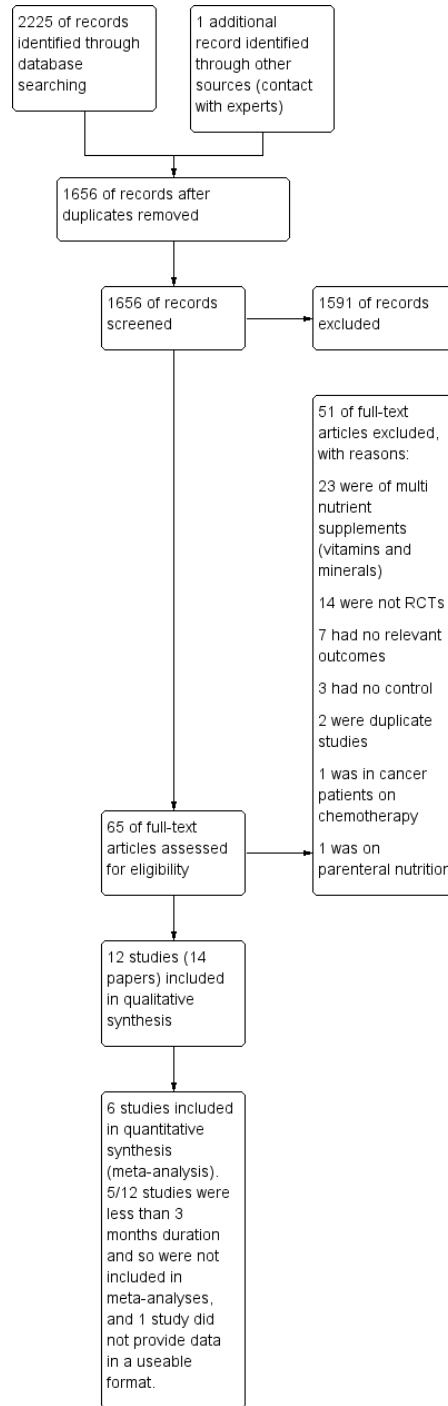 2225 of records
identified through
database
searching
1 additional
record identified
through other
sources (contact
with experts)
1656 of records after
duplicates removed
1656 of records
screened
1591 of records
excluded
51 of full-text
articles excluded,
with reasons:
23 were of multi
nutrient
supplements
(vitamins and
minerals)
14 were not RCTs
7 had no relevant
outcomes
3 had no control
2 were duplicate
studies
1 was in cancer
patients on
chemotherapy
1 was on
parenteral nutrition
65 of full-text
articles assessed
for eligibility
12 studies (14
papers) included
in qualitative
synthesis
6 studies included
in quantitative
synthesis
(meta-analysis).
5/12 studies were
less than 3
months duration
and so were not
included in
meta-analyses,
and 1 study did
not provide data
in a useable
format.